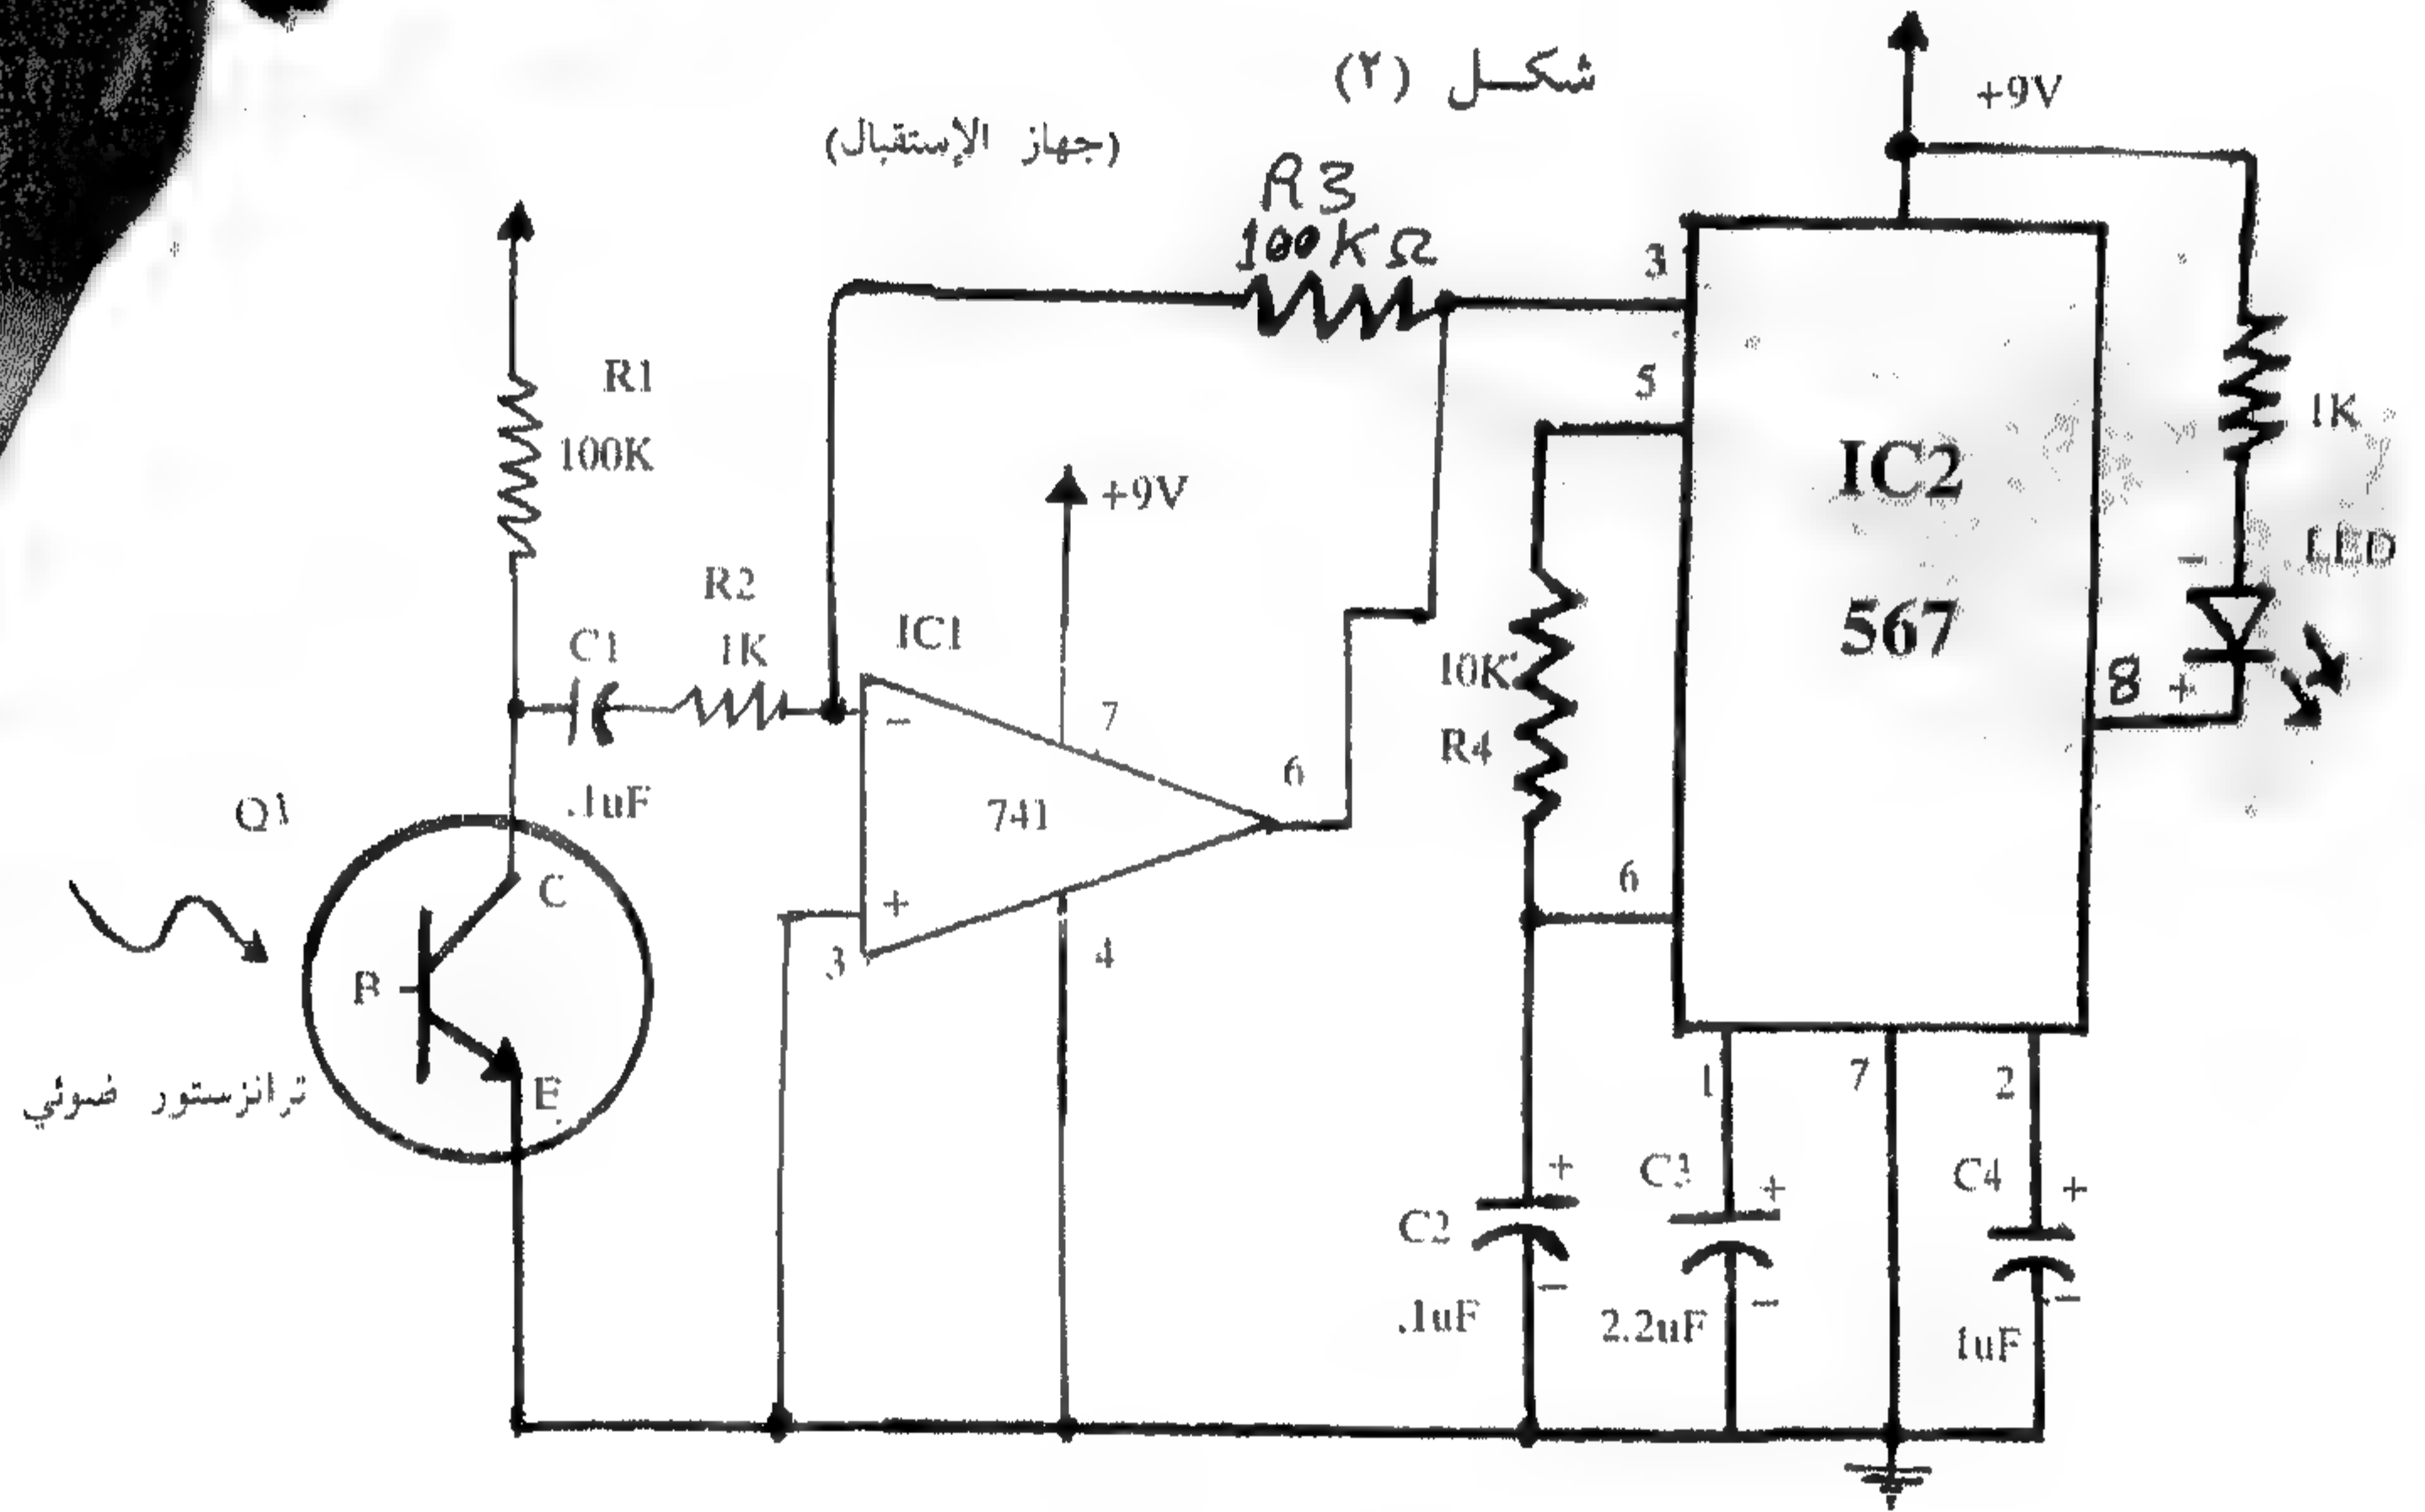 شكل (٢)
(جهاز الإستقبال)
+9V
R3
100KΩ
3
R1
100K
5
1K
IC2
+9V
LED
-
567
R2
1K
IC1
C1
10K
R4
8
+
-
7
6
741
.1uF
Q1
C
+
6
3
4
B
E
ترانزستور ضوئي
1
7
2
+
C3
+
C4
+
C2
-
-
-
.1uF
2.2uF
1uF